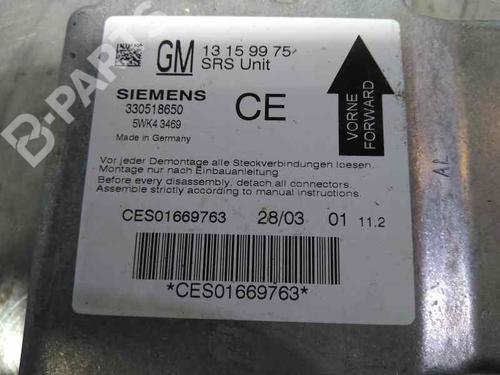 GM 13 15 99 75
SRS Unit
SIEMENS
330518650
5WK4 3469
Made in Germany
CE
VORNE
FORWARD
Vor jeder Demontage alle Steckverbindungen loesen.
Montage nur nach Einbauanleitung
Before every disassembly, detach all connectors.
Assemble strictly according to manual instructions.
CES01669763 28/03 01 11.2
*CES01669763*
B-PARTS